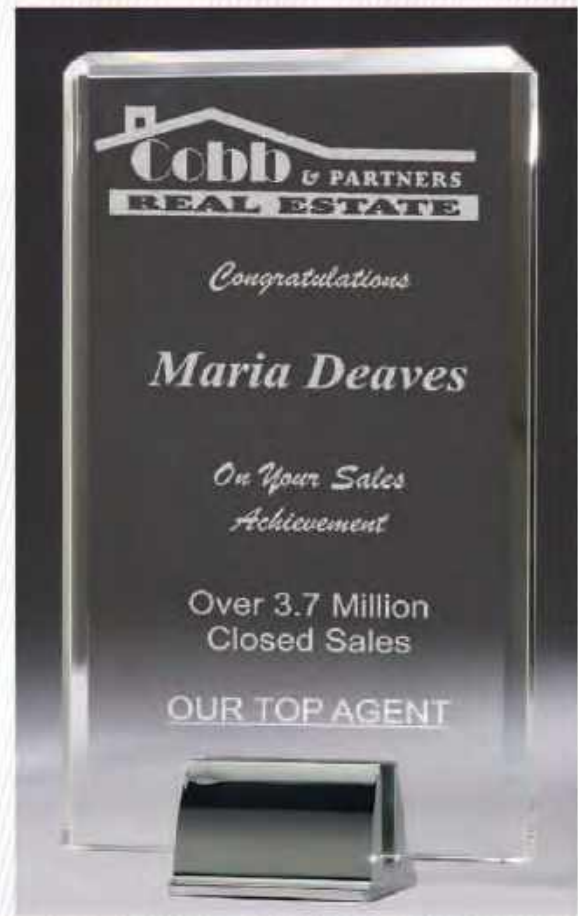 Cobb & PARTNERS
REAL ESTATE
Congratulations
Maria Deaves
On Your Sales
Achievement
Over 3.7 Million
Closed Sales
OUR TOP AGENT